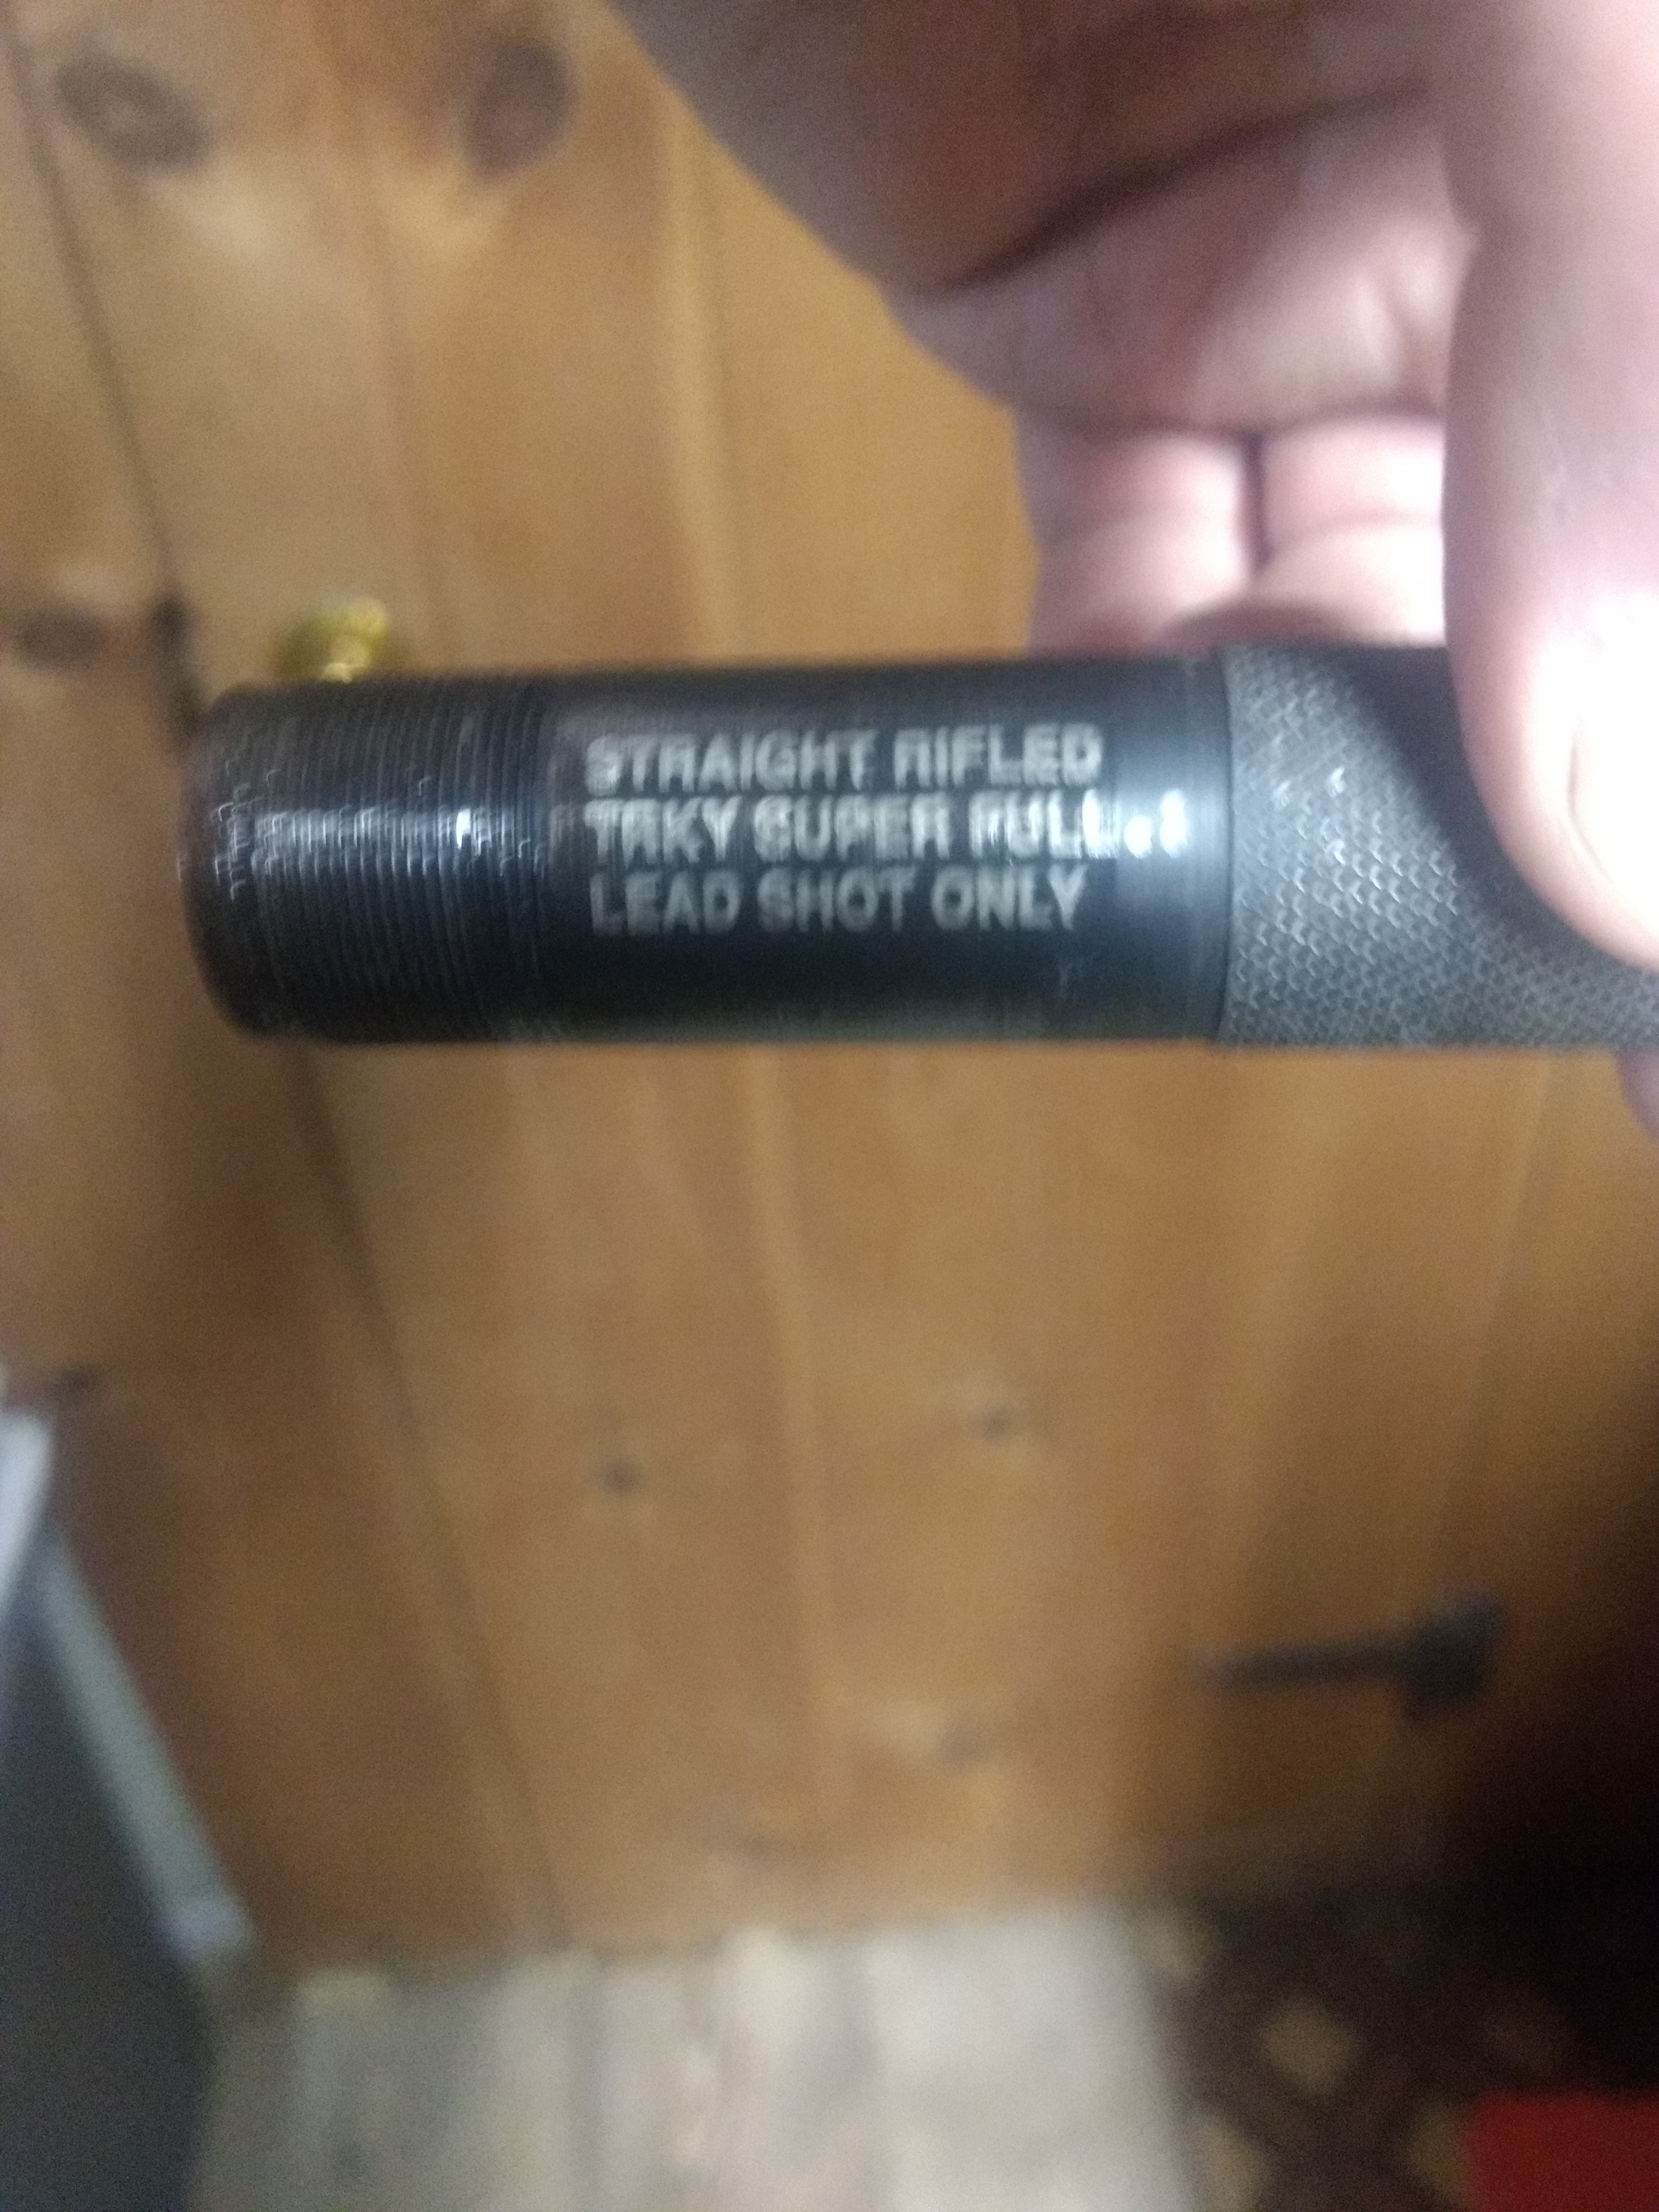 STRAIGHT RIFLED
TRKY SUPER FULL
LEAD SHOT ONLY